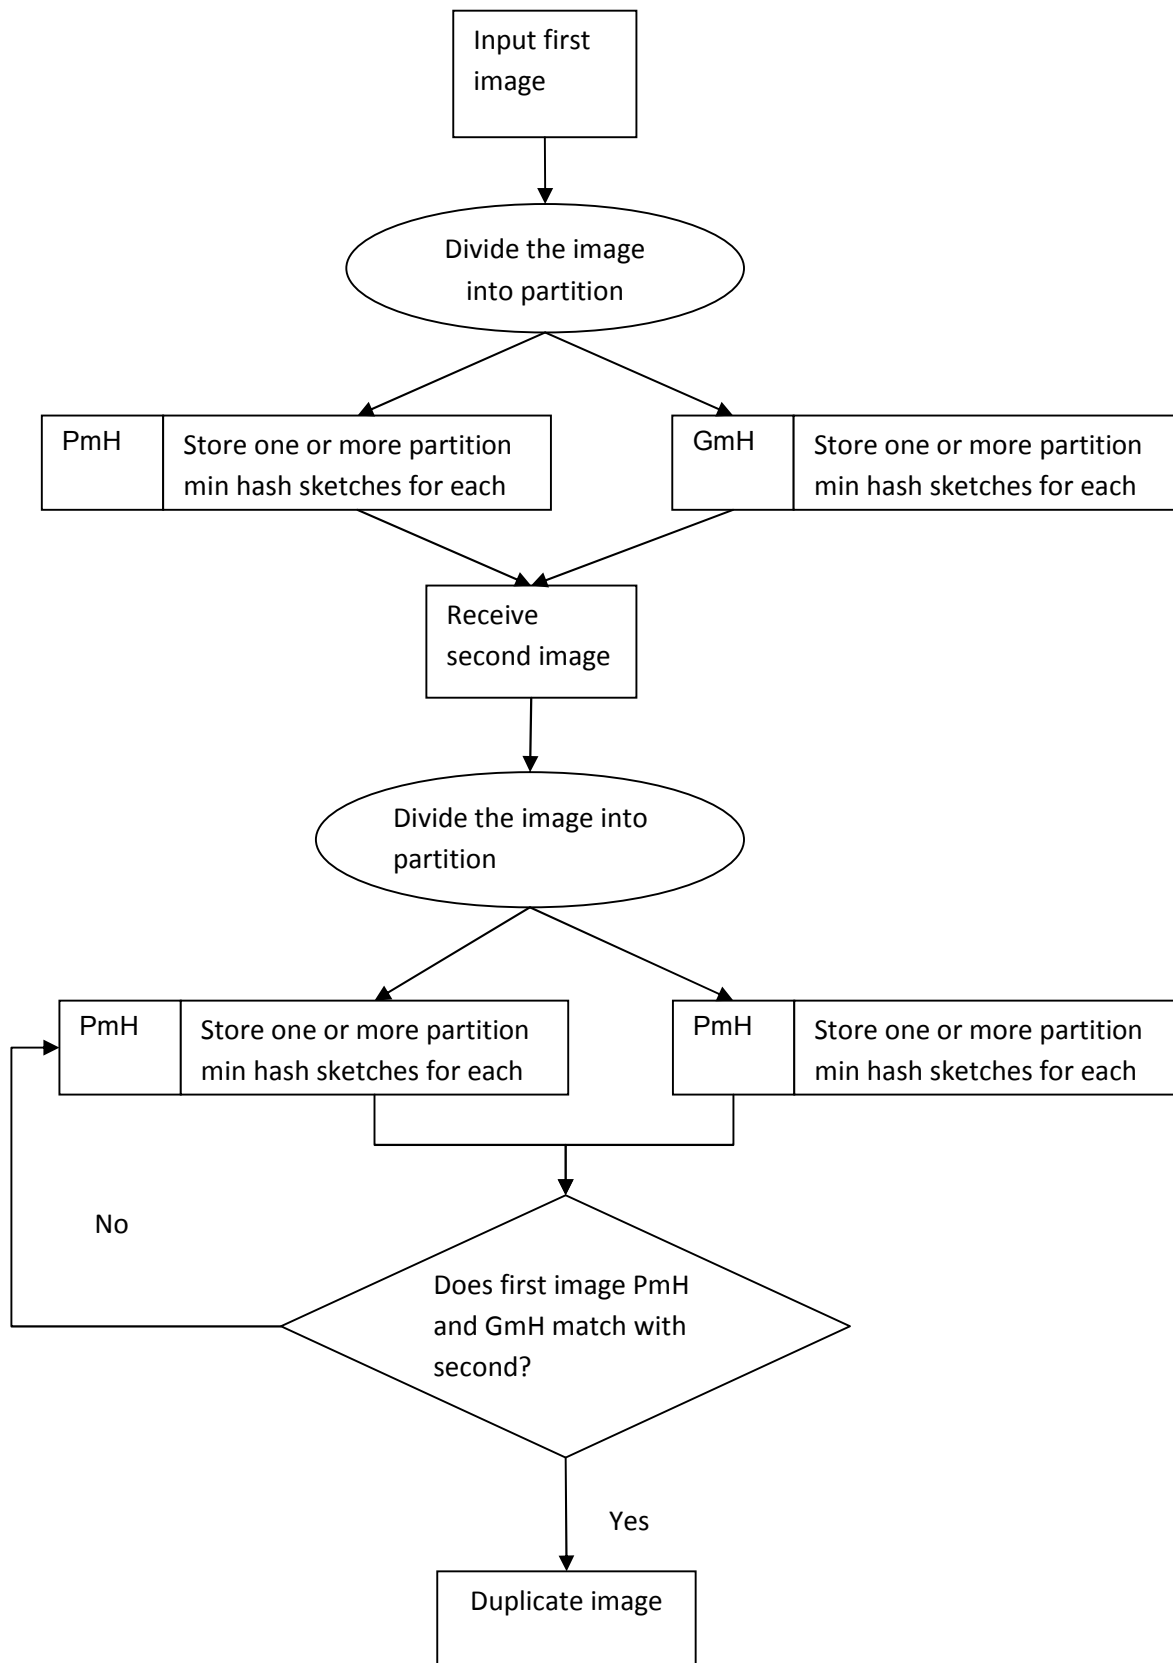 Input first
image
Divide the image
into partition
PmH
Store one or more partition
min hash sketches for each
GmH
Store one or more partition
min hash sketches for each
Receive
second image
Divide the image into
partition
PmH
Store one or more partition
min hash sketches for each
PmH
Store one or more partition
min hash sketches for each
No
Does first image PmH
and GmH match with
second?
Yes
Duplicate image